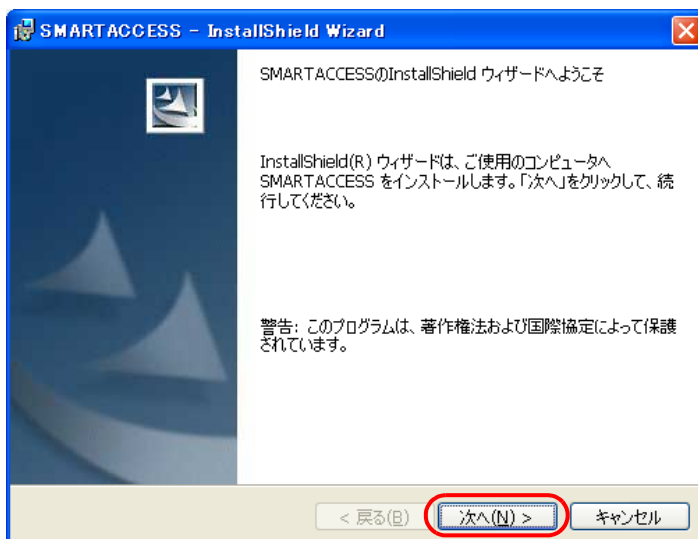 SMARTACCESS - InstallShield Wizard
SMARTACCESSのInstallShield ウィザードへようこそ
InstallShield(R) ウィザードは、ご使用のコンピュータへ
SMARTACCESS をインストールします。「次へ」をクリックして、続
行してください。
警告: このプログラムは、著作権法および国際協定によって保護
されています。
< 戻る(B)
次へ(N) >
キャンセル